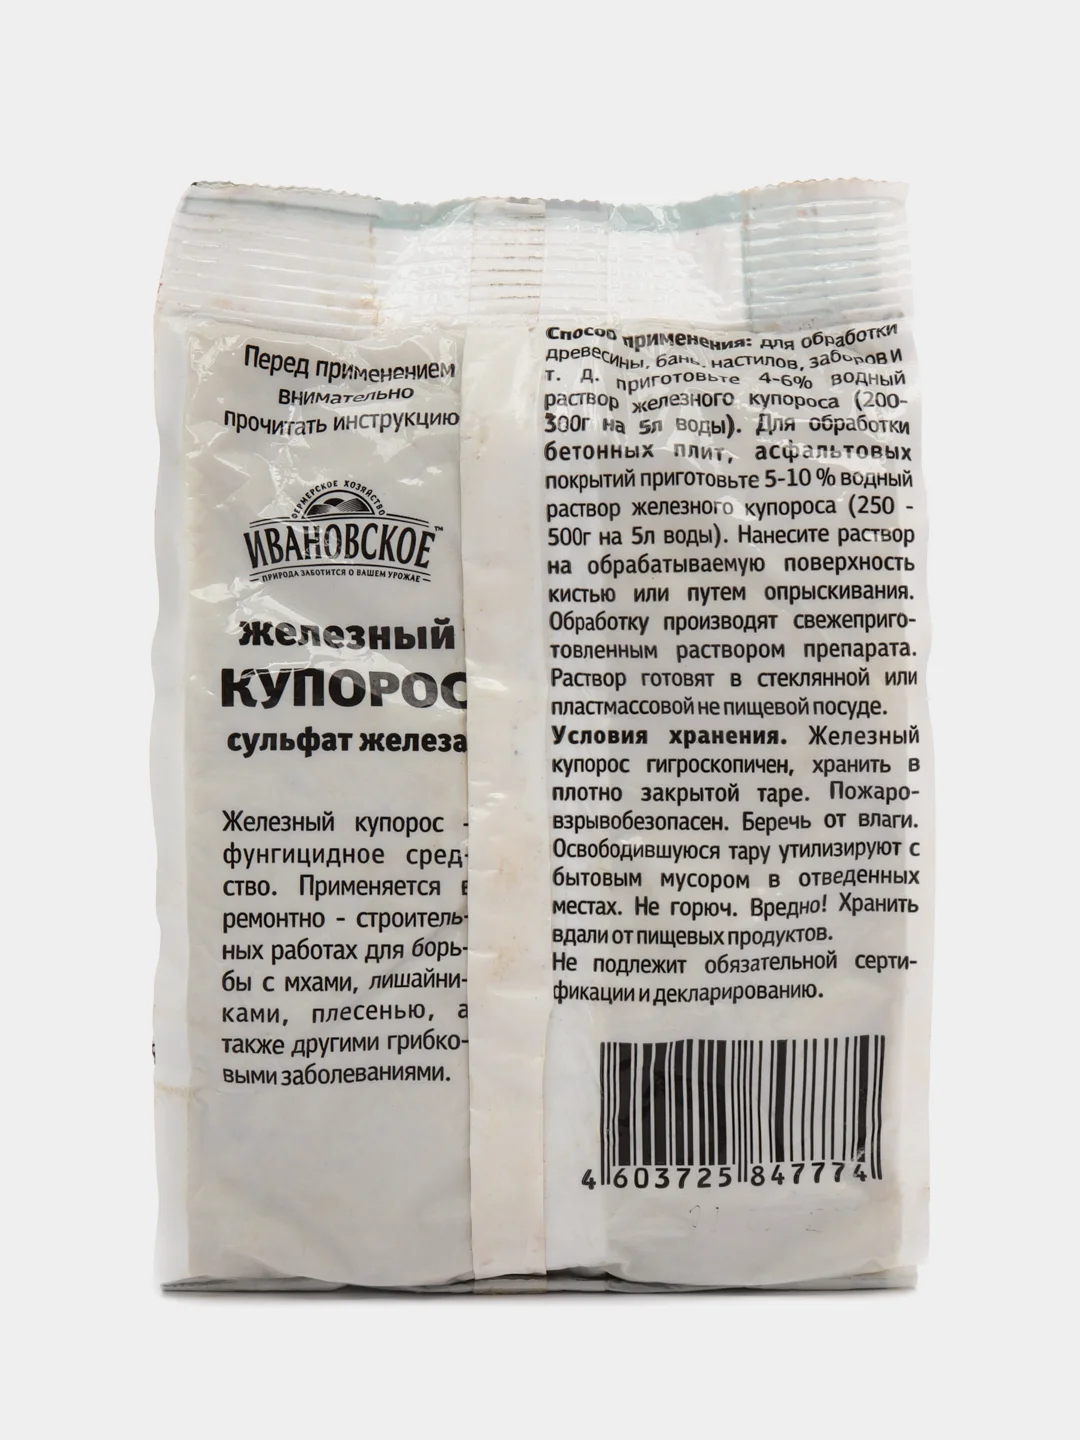 Перед применением
внимательно
прочитать инструкцию
ФЕРМЕРСКОЕ ХОЗЯЙСТВО
ИВАНОВСКОЕ™
ПРИРОДА ЗАБОТИТСЯ О ВАШЕМ УРОЖАЕ
железный
КУПОРОС
сульфат железа
Железный купорос -
фунгицидное сред-
ство. Применяется в
ремонтно - строитель-
ных работах для борь-
бы с мхами, лишайни-
ками, плесенью, а
также другими грибко-
выми заболеваниями.
Способ применения: для обработки
древесины, бань, настилов, заборов и
т. д. приготовьте 4-6% водный
раствор железного купороса (200-
300г на 5л воды). Для обработки
бетонных плит, асфальтовых
покрытий приготовьте 5-10 % водный
раствор железного купороса (250 -
500г на 5л воды). Нанесите раствор
на обрабатываемую поверхность
кистью или путем опрыскивания.
Обработку производят свежеприго-
товленным раствором препарата.
Раствор готовят в стеклянной или
пластмассовой не пищевой посуде.
Условия хранения. Железный
купорос гигроскопичен, хранить в
плотно закрытой таре. Пожаро-
взрывобезопасен. Беречь от влаги.
Освободившуюся тару утилизируют с
бытовым мусором в отведенных
местах. Не горюч. Вредно! Хранить
вдали от пищевых продуктов.
Не подлежит обязательной серти-
фикации и декларированию.
4 603725 847774